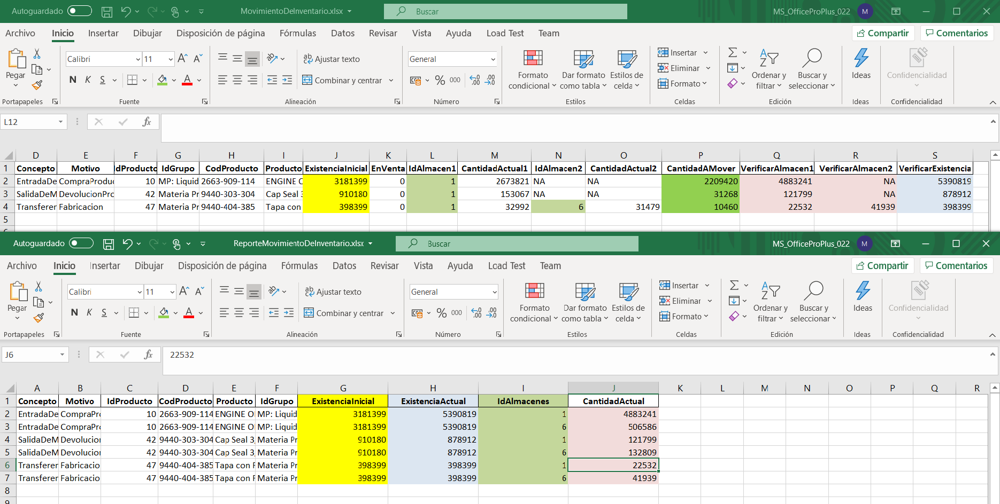 Autoguardado MovimientoDeInventario.xlsx Buscar MS_OfficeProPlus_022 M
Archivo Inicio Insertar Dibujar Disposición de página Fórmulas Datos Revisar Vista Ayuda Load Test Team Compartir Comentarios
Calibri 11 Ajustar texto General Insertar
Pegar Formato condicional Dar formato como tabla Estilos de celda Eliminar Ordenar y filtrar Buscar y seleccionar Ideas Confidencialidad
N K S Combinar y centrar % 000 Formato
Portapapeles Fuente Alineación Número Estilos Celdas Edición Ideas Confidencialidad
L12 fx
D E F G H I J K L M N O P Q R S
1 Concepto Motivo IdProducto IdGrupo CodProducto Producto ExistenciaInicial EnVenta IdAlmacen1 CantidadActual1 IdAlmacen2 CantidadActual2 CantidadAMover VerificarAlmacen1 VerificarAlmacen2 VerificarExistencia
2 EntradaDe CompraProdu 10 MP: Liquid 2663-909-114 ENGINE O 3181399 0 1 2673821 NA NA 2209420 4883241 NA 5390819
3 SalidaDeM DevolucionPro 42 Materia Pr 9440-303-304 Cap Seal 3 910180 0 1 153067 NA NA 31268 121799 NA 878912
4 Transferen Fabricacion 47 Materia Pr 9440-404-385 Tapa con 398399 0 1 32992 6 31479 10460 22532 41939 398399
5
Autoguardado ReporteMovimientoDeInventario.xlsx Buscar MS_OfficeProPlus_022 M
Archivo Inicio Insertar Dibujar Disposición de página Fórmulas Datos Revisar Vista Ayuda Load Test Team Compartir Comentarios
Calibri 11 Ajustar texto General Insertar
Pegar Formato condicional Dar formato como tabla Estilos de celda Eliminar Ordenar y filtrar Buscar y seleccionar Ideas Confidencialidad
N K S Combinar y centrar % 000 Formato
Portapapeles Fuente Alineación Número Estilos Celdas Edición Ideas Confidencialidad
J6 fx 22532
A B C D E F G H I J K L M N O P Q R
1 Concepto Motivo IdProducto CodProducto Producto IdGrupo ExistenciaInicial ExistenciaActual IdAlmacenes CantidadActual
2 EntradaDe CompraPro 10 2663-909-114 ENGINE O MP: Liquid 3181399 5390819 1 4883241
3 EntradaDe CompraPro 10 2663-909-114 ENGINE O MP: Liquid 3181399 5390819 6 506586
4 SalidaDeM Devolucion 42 9440-303-304 Cap Seal 3 Materia Pr 910180 878912 1 121799
5 SalidaDeM Devolucion 42 9440-303-304 Cap Seal 3 Materia Pr 910180 878912 6 132809
6 Transferen Fabricacio 47 9440-404-385 Tapa con F Materia Pr 398399 398399 1 22532
7 Transferen Fabricacio 47 9440-404-385 Tapa con F Materia Pr 398399 398399 6 41939
8